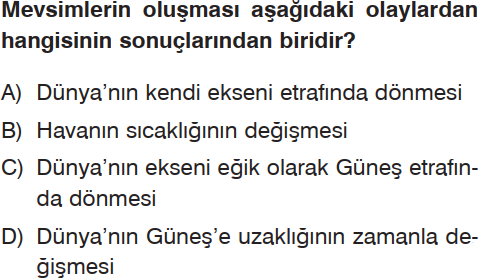 Mevsimlerin oluşması aşağıdaki olaylardan
hangisinin sonuçlarından biridir?
A) Dünya’nın kendi ekseni etrafında dönmesi
B) Havanın sıcaklığının değişmesi
C) Dünya’nın ekseni eğik olarak Güneş etrafın-
da dönmesi
D) Dünya’nın Güneş’e uzaklığının zamanla de-
ğişmesi